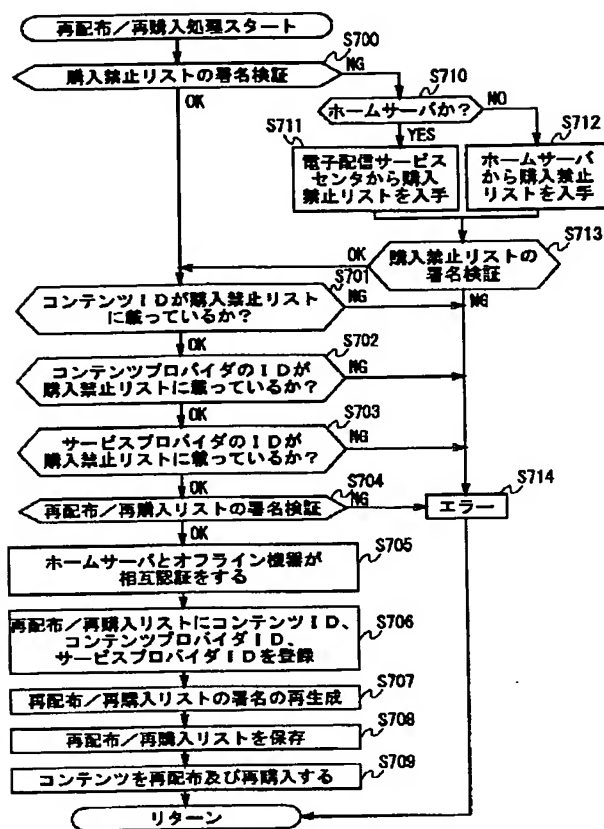 再配布/再購入処理スタート
S700
購入禁止リストの署名検証
NG
OK
S710
ホームサーバか?
NO
YES
S711
電子配信サービス
センタから購入
禁止リストを入手
S712
ホームサーバ
から購入禁止
リストを入手
S713
購入禁止リストの
署名検証
OK
NG
S701
コンテンツIDが購入禁止リスト
に載っているか?
NG
OK
S702
コンテンツプロバイダのIDが
購入禁止リストに載っているか?
NG
OK
S703
サービスプロバイダのIDが
購入禁止リストに載っているか?
NG
OK
S704
再配布/再購入リストの署名検証
NG
OK
S714
エラー
S705
ホームサーバとオフライン機器が
相互認証をする
S706
再配布/再購入リストにコンテンツID、
コンテンツプロバイダID、
サービスプロバイダIDを登録
S707
再配布/再購入リストの署名の再生成
S708
再配布/再購入リストを保存
S709
コンテンツを再配布及び再購入する
リターン